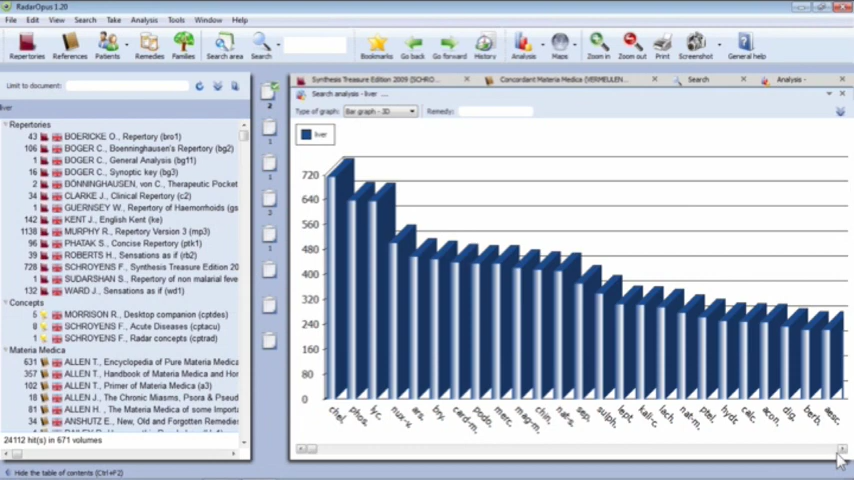 RadarOpus 1.20
File Edit View Search Take Analysis Tools Window Help
Repertories References Patients Remedies Families Search area Search Bookmarks Go back Go forward History Analysis Maps Zoom in Zoom out Print Screenshot General help
Limit to document:
liver
Repertories
43 BOERICKE O., Repertory (bro1)
106 BOGER C., Boenninghausen's Repertory (bg2)
1 BOGER C., General Analysis (bg11)
16 BOGER C., Synoptic key (bg3)
2 BÖNNINGHAUSEN, von C., Therapeutic Pocket
34 CLARKE J., Clinical Repertory (c2)
1 GUERNSEY W., Repertory of Haemorrhoids (gs
142 KENT J., English Kent (ke)
1138 MURPHY R., Repertory Version 3 (mp3)
96 PHATAK S., Concise Repertory (ptk1)
39 ROBERTS H., Sensations as if (rb2)
728 SCHROYENS F., Synthesis Treasure Edition 20
1 SUDARSHAN S., Repertory of non malarial feve
132 WARD J., Sensations as if (wd1)
Concepts
5 MORRISON R., Desktop companion (cptdes)
8 SCHROYENS F., Acute Diseases (cptacu)
1 SCHROYENS F., Radar concepts (cptrad)
Materia Medica
631 ALLEN T., Encyclopedia of Pure Materia Medica
357 ALLEN T., Handbook of Materia Medica and Hor
102 ALLEN T., Primer of Materia Medica (a3)
18 ALLEN J., The Chronic Miasms, Psora & Pseud
81 ALLEN H., The Materia Medica of some Importa
34 ANSHUTZ E., New, Old and Forgotten Remedies
24112 hit(s) in 671 volumes
Hide the table of contents (Ctrl+F2)
2
1
1
2
1
Synthesis Treasure Edition 2009 (SCHRO... Concordant Materia Medica (VERMEULEN... Search Analysis -
Search analysis - liver ...
Type of graph: Bar graph - 3D Remedy:
liver
720
640
560
480
400
320
240
160
80
0
chel. phos. lyc. nux-v. ars. bry. card-m. podo. merc. mag-m. chin. nat-s. sep. sulph. lept. kali-c. lach. nat-m. ptel. hydr. calc. acon. dig. berb. aesc.